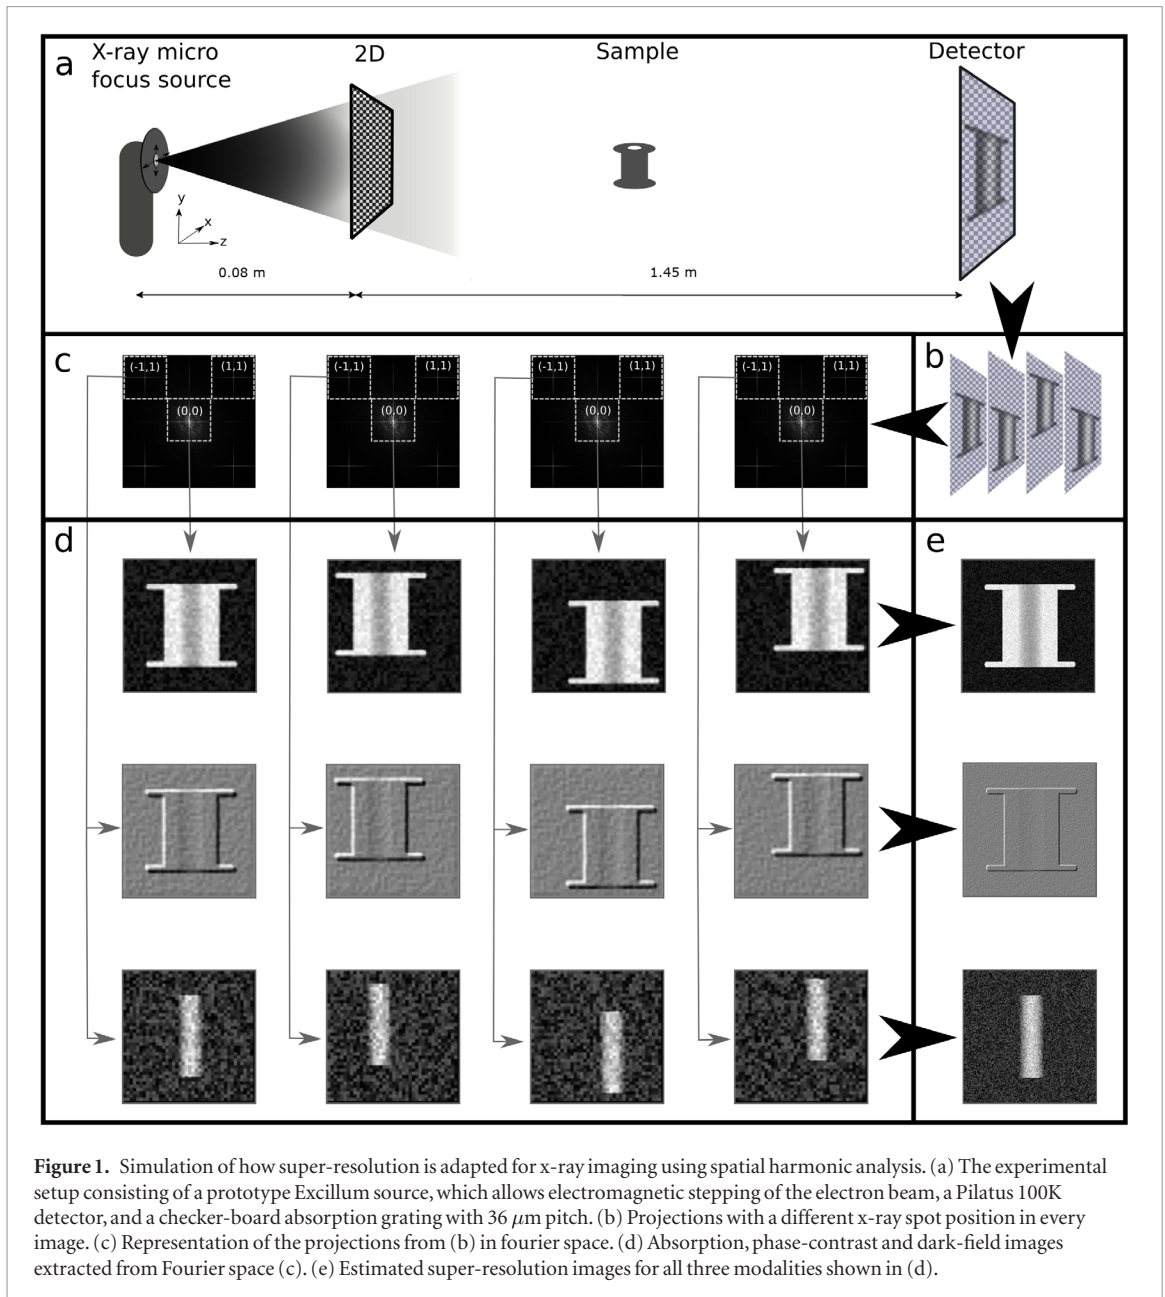 a
X-ray micro
focus source
2D
Sample
Detector
y
x
z
0.08 m
1.45 m
c
(-1,1)
(1,1)
(0,0)
(-1,1)
(1,1)
(0,0)
(-1,1)
(1,1)
(0,0)
(-1,1)
(1,1)
(0,0)
b
d
e
Figure 1. Simulation of how super-resolution is adapted for x-ray imaging using spatial harmonic analysis. (a) The experimental
setup consisting of a prototype Excillum source, which allows electromagnetic stepping of the electron beam, a Pilatus 100K
detector, and a checker-board absorption grating with 36 μm pitch. (b) Projections with a different x-ray spot position in every
image. (c) Representation of the projections from (b) in fourier space. (d) Absorption, phase-contrast and dark-field images
extracted from Fourier space (c). (e) Estimated super-resolution images for all three modalities shown in (d).